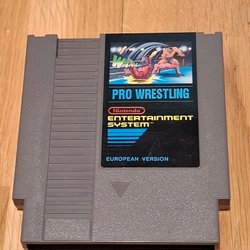 PRO WRESTLING
Nintendo
ENTERTAINMENT
SYSTEM
EUROPEAN VERSION